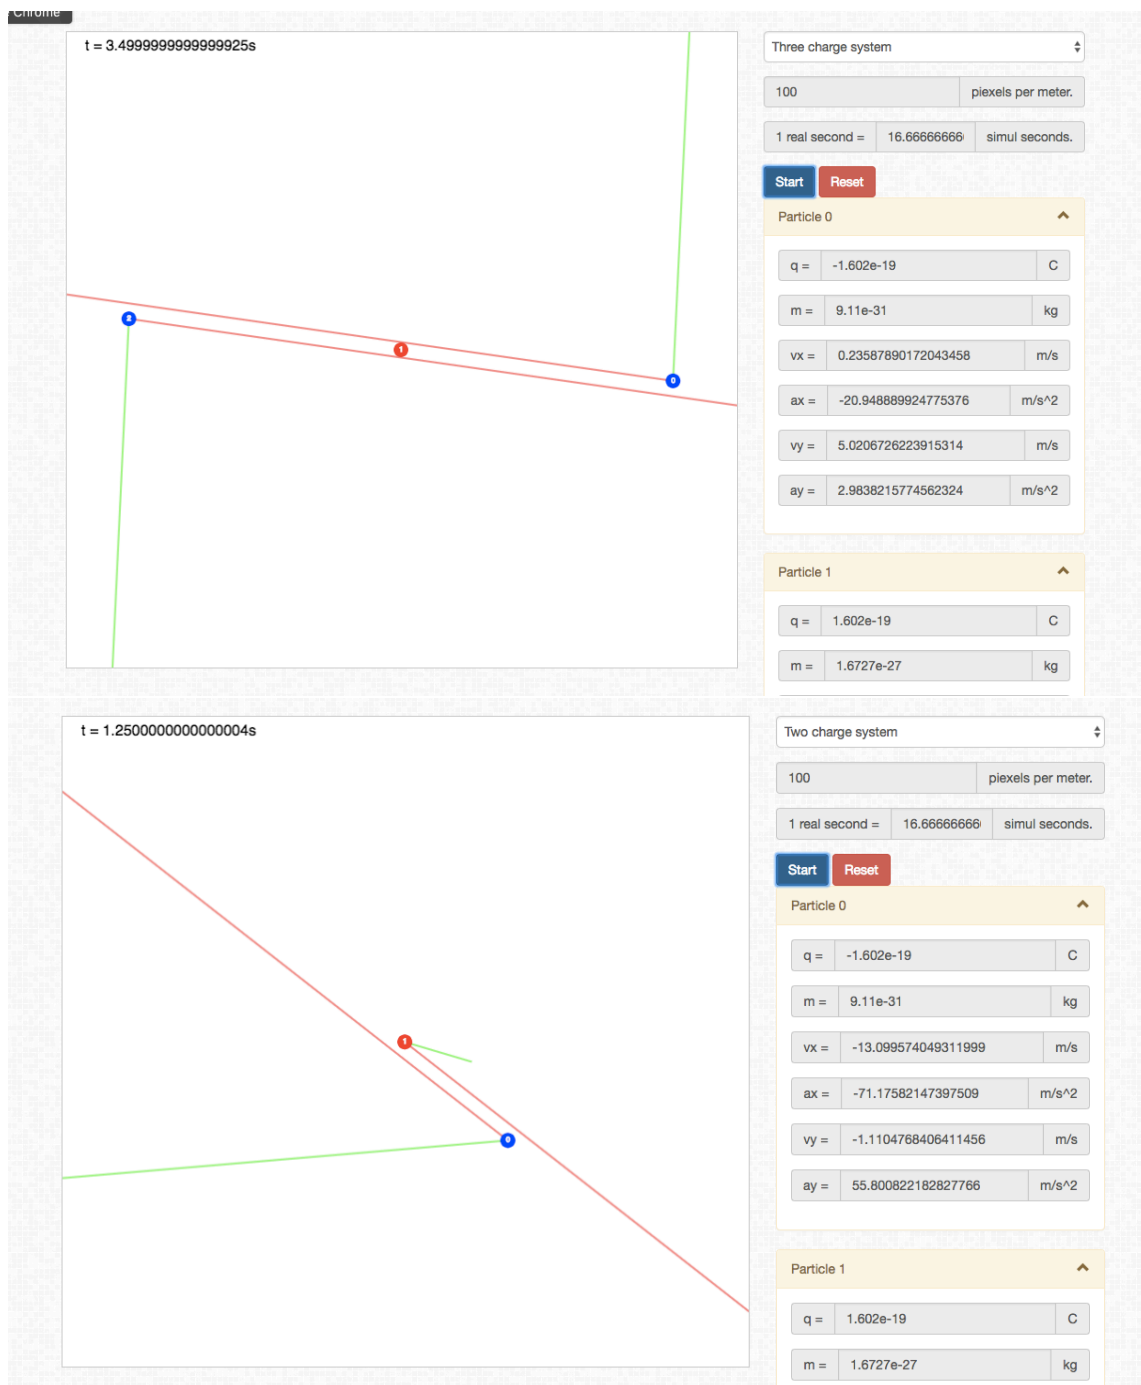 Chrome
t = 3.4999999999999925s
Three charge system
100 piexels per meter.
1 real second = 16.66666666 simul seconds.
Start Reset
Particle 0
q = -1.602e-19 C
m = 9.11e-31 kg
vx = 0.23587890172043458 m/s
ax = -20.948889924775376 m/s^2
vy = 5.0206726223915314 m/s
ay = 2.9838215774562324 m/s^2
Particle 1
q = 1.602e-19 C
m = 1.6727e-27 kg
2
1
0
t = 1.2500000000000004s
Two charge system
100 piexels per meter.
1 real second = 16.66666666 simul seconds.
Start Reset
Particle 0
q = -1.602e-19 C
m = 9.11e-31 kg
vx = -13.099574049311999 m/s
ax = -71.17582147397509 m/s^2
vy = -1.1104768406411456 m/s
ay = 55.800822182827766 m/s^2
Particle 1
q = 1.602e-19 C
m = 1.6727e-27 kg
1
0